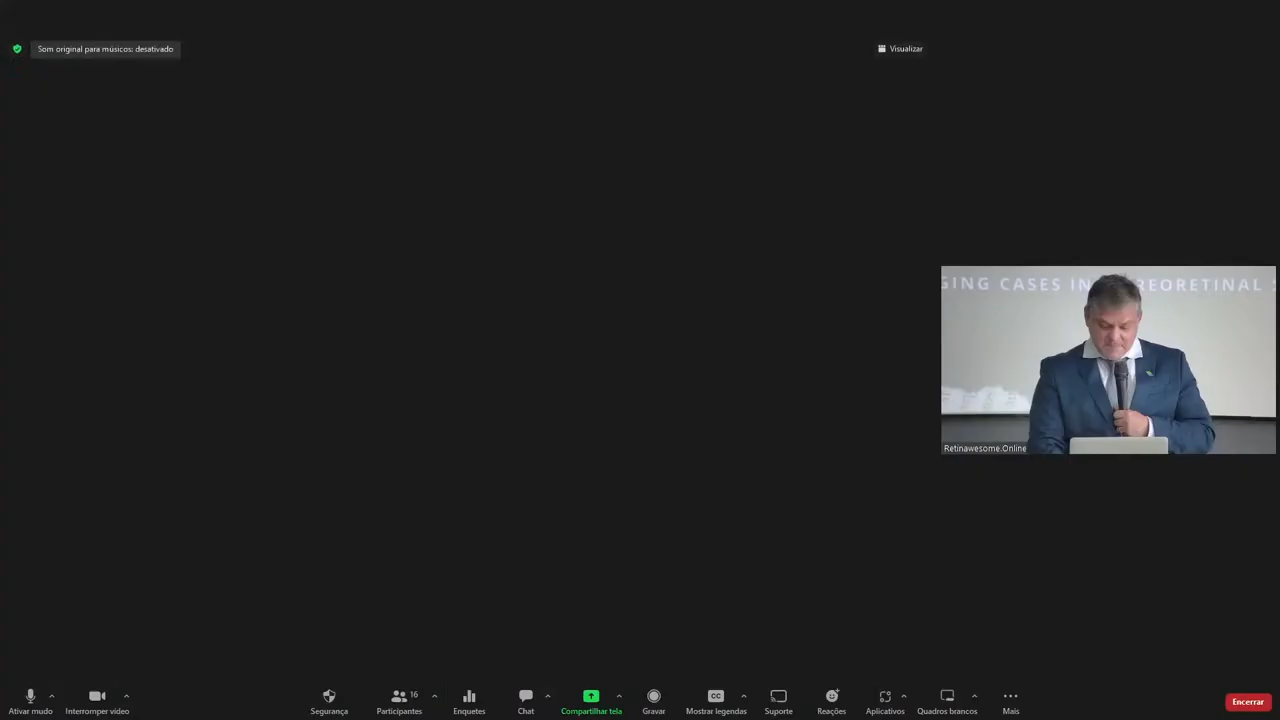 Som original para músicos: desativado
Visualizar
GING CASES IN
REORETINAL
Retinawesome.Online
Ativar mudo
Interromper vídeo
Segurança
16
Participantes
Enquetes
Chat
Compartilhar tela
Gravar
CC
Mostrar legendas
Suporte
Reações
Aplicativos
Quadros brancos
Mais
Encerrar